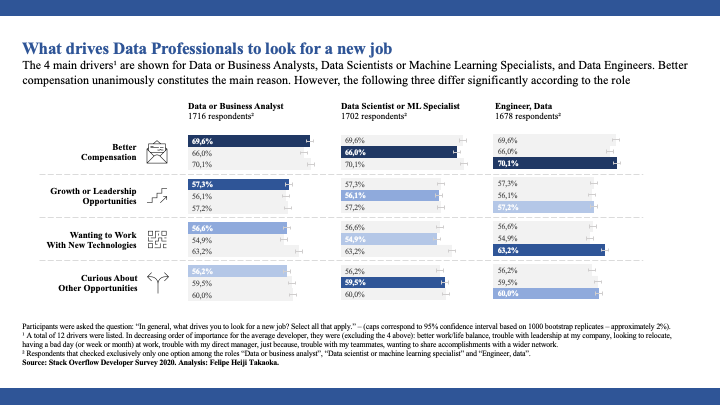 What drives Data Professionals to look for a new job
The 4 main drivers¹ are shown for Data or Business Analysts, Data Scientists or Machine Learning Specialists, and Data Engineers. Better
compensation unanimously constitutes the main reason. However, the following three differ significantly according to the role
Data or Business Analyst
1716 respondents²
Data Scientist or ML Specialist
1702 respondents²
Engineer, Data
1678 respondents²
Better
Compensation
69,6%
66,0%
70,1%
69,6%
66,0%
70,1%
69,6%
66,0%
70,1%
Growth or Leadership
Opportunities
57,3%
56,1%
57,2%
57,3%
56,1%
57,2%
57,3%
56,1%
57,2%
Wanting to Work
With New Technologies
56,6%
54,9%
63,2%
56,6%
54,9%
63,2%
56,6%
54,9%
63,2%
Curious About
Other Opportunities
56,2%
59,5%
60,0%
56,2%
59,5%
60,0%
56,2%
59,5%
60,0%
Participants were asked the question: “In general, what drives you to look for a new job? Select all that apply.” – (caps correspond to 95% confidence interval based on 1000 bootstrap replicates – approximately 2%).
¹ A total of 12 drivers were listed. In decreasing order of importance for the average developer, they were (excluding the 4 above): better work/life balance, trouble with leadership at my company, looking to relocate,
having a bad day (or week or month) at work, trouble with my direct manager, just because, trouble with my teammates, wanting to share accomplishments with a wider network.
² Respondents that checked exclusively only one option among the roles “Data or business analyst”, “Data scientist or machine learning specialist” and “Engineer, data”.
Source: Stack Overflow Developer Survey 2020. Analysis: Felipe Heiji Takaoka.